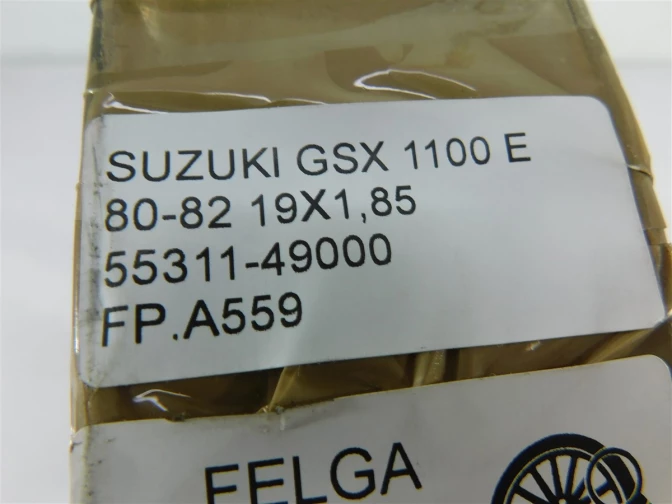 SUZUKI GSX 1100 E
80-82 19X1,85
55311-49000
FP.A559
FELGA